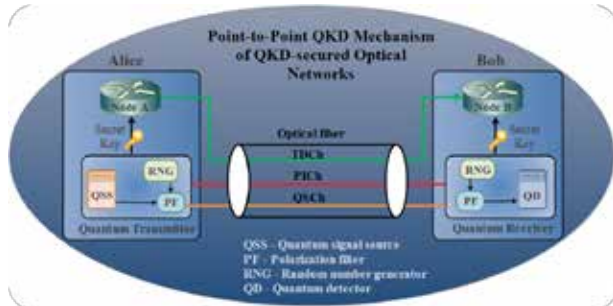 Point-to-Point QKD Mechanism
of QKD-secured Optical
Networks
Alice
Bob
Node A
Node B
Secret
Key
Secret
Key
Optical fiber
TDCh
PICh
QSCh
RNG
QSS
PF
RNG
PF
QD
Quantum Transmitter
Quantum Receiver
QSS - Quantum signal source
PF - Polarization filter
RNG - Random number generator
QD - Quantum detector